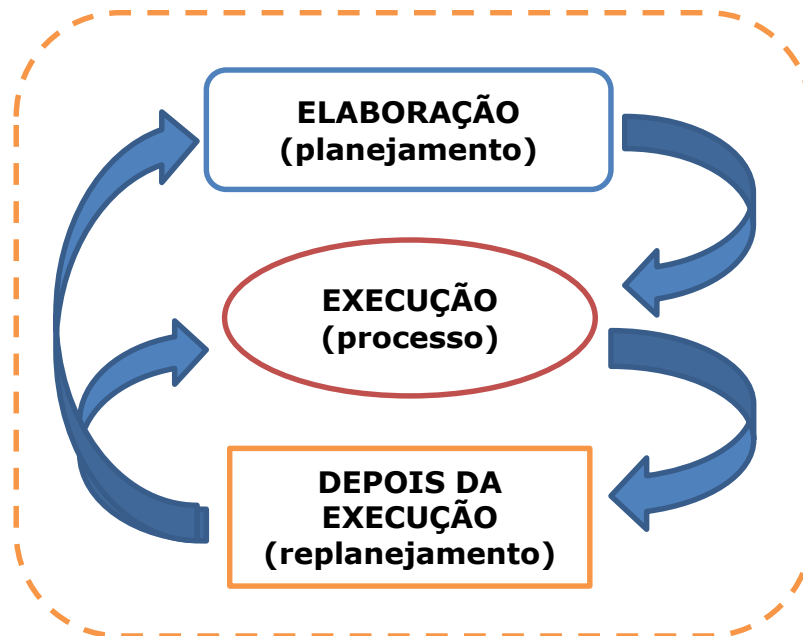 ELABORAÇÃO
(planejamento)
EXECUÇÃO
(processo)
DEPOIS DA
EXECUÇÃO
(replanejamento)